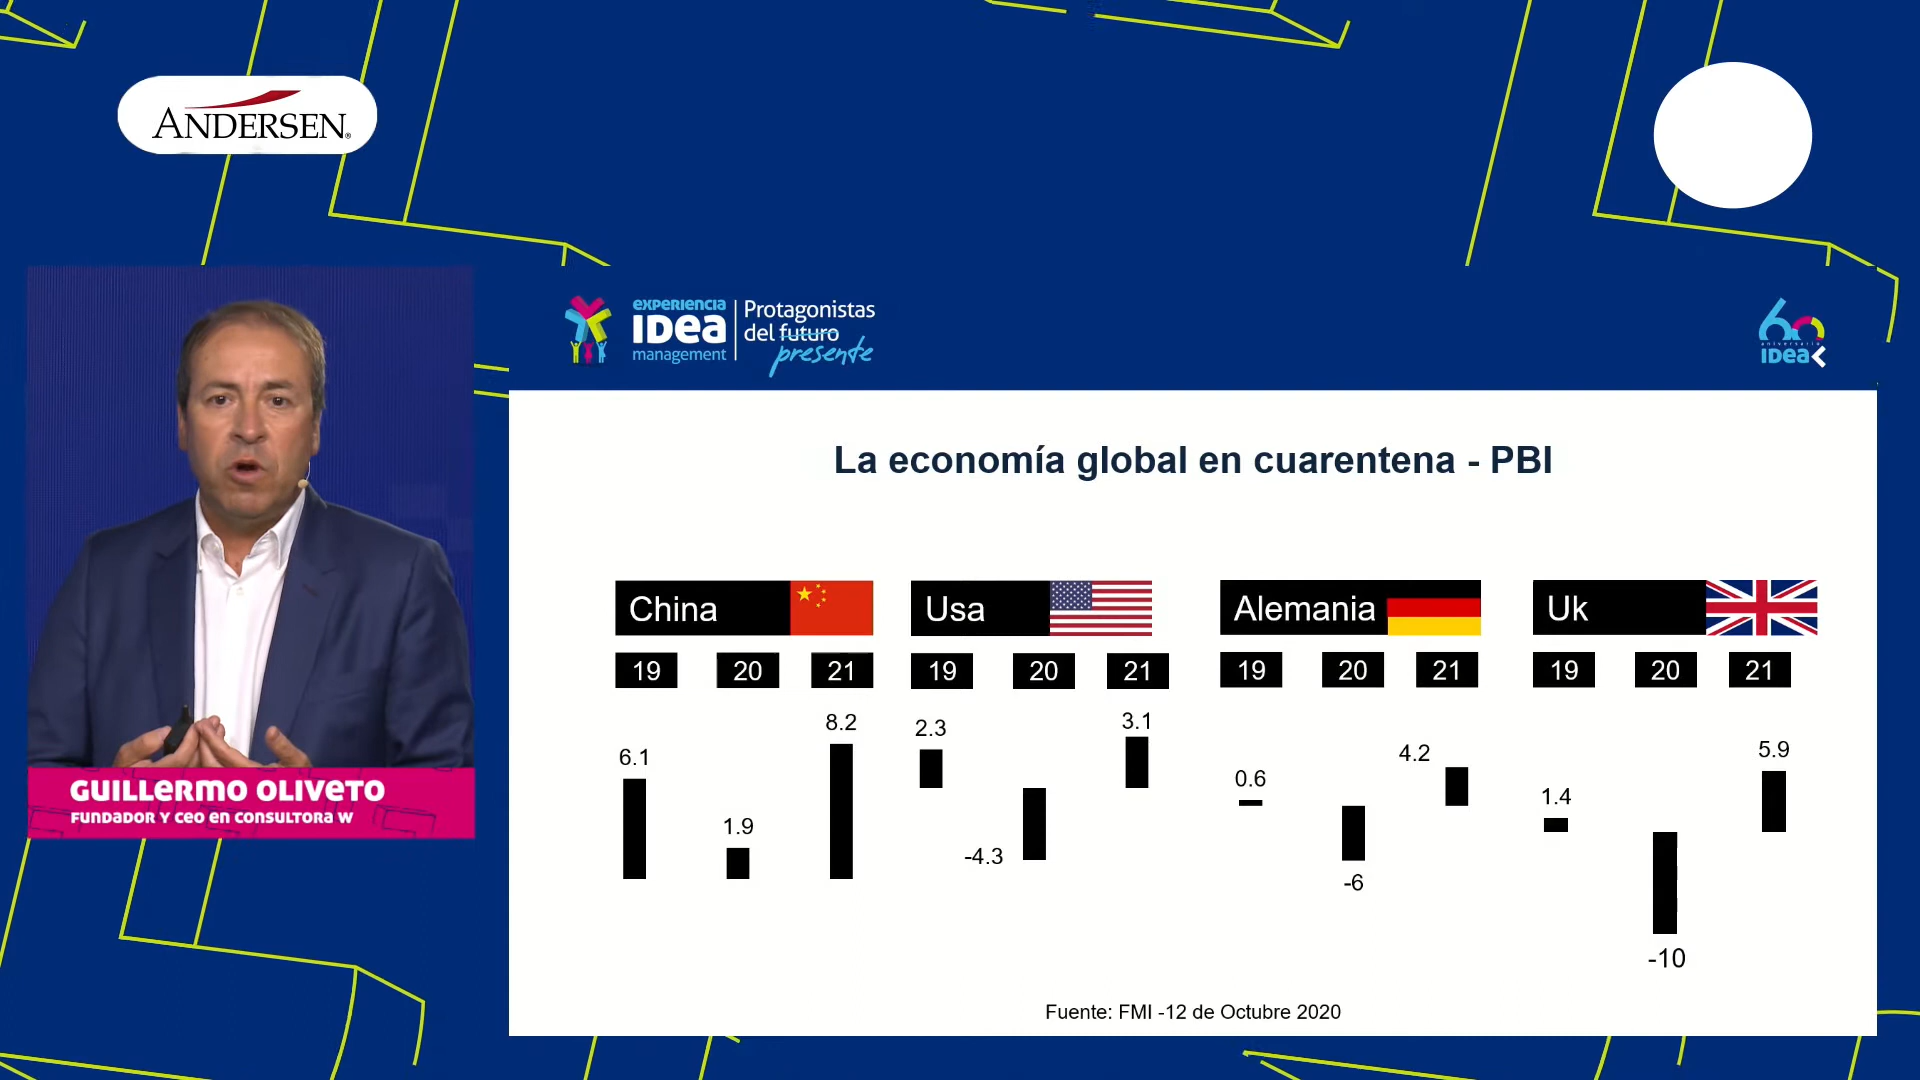 ANDERSEN®
experiencia
idea
management
Protagonistas
del futuro
presente
60
aniversario
idea
La economía global en cuarentena - PBI
China
Usa
Alemania
Uk
19 20 21
19 20 21
19 20 21
19 20 21
6.1 1.9 8.2
2.3 -4.3 3.1
0.6 -6 4.2
1.4 -10 5.9
Fuente: FMI -12 de Octubre 2020
GUILLERMO OLIVETO
FUNDADOR Y CEO EN CONSULTORA W